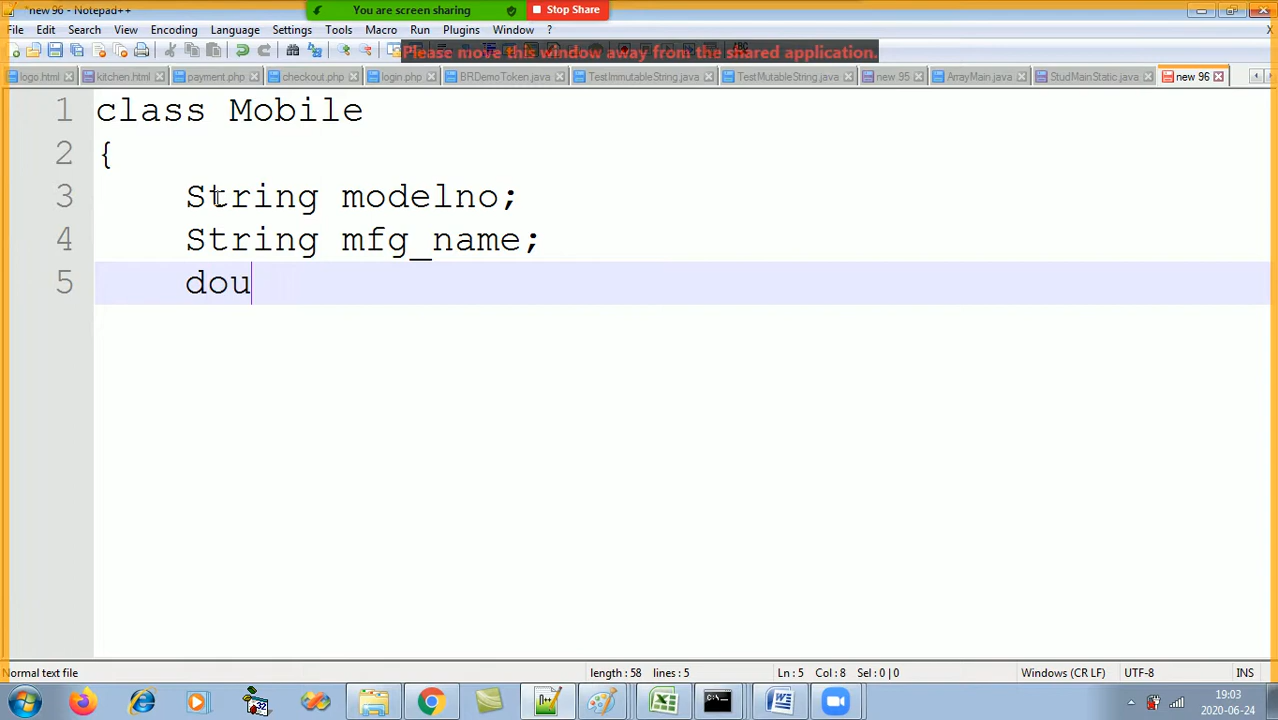 *new 96 - Notepad++
You are screen sharing
Stop Share
File Edit Search View Encoding Language Settings Tools Macro Run Plugins Window ? X
Please move this window away from the shared application.
logo.html kitchen.html payment.php checkout.php login.php BRDemoToken.java TestImmutableString.java TestMutableString.java new 95 ArrayMain.java StudMainStatic.java new 96
1 class Mobile
2 {
3 String modelno;
4 String mfg_name;
5 dou
Normal text file length : 58 lines : 5 Ln : 5 Col : 8 Sel : 0 | 0 Windows (CR LF) UTF-8 INS
19:03
2020-06-24